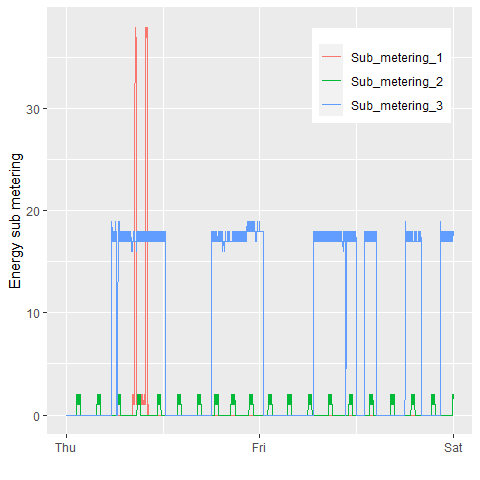 Sub_metering_1
Sub_metering_2
Sub_metering_3
Energy sub metering
30
20
10
0
Thu Fri Sat